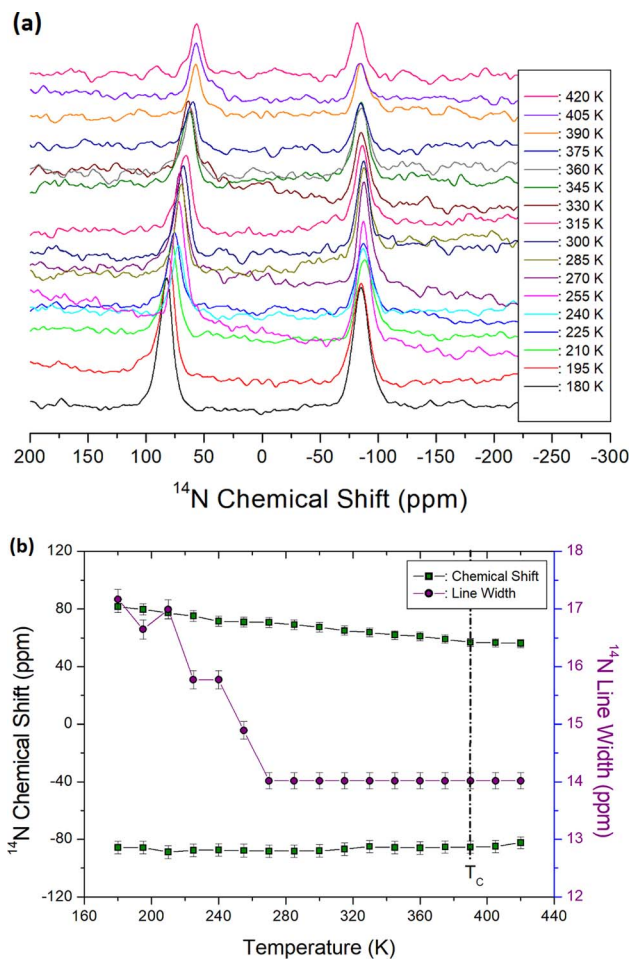 (a)
: 420 K
: 405 K
: 390 K
: 375 K
: 360 K
: 345 K
: 330 K
: 315 K
: 300 K
: 285 K
: 270 K
: 255 K
: 240 K
: 225 K
: 210 K
: 195 K
: 180 K
200 150 100 50 0 -50 -100 -150 -200 -250 -300
¹⁴N Chemical Shift (ppm)
(b)
120 18
: Chemical Shift
: Line Width
80 17
40 16
0 15
-40 14
-80 13
-120 12
T_C
¹⁴N Chemical Shift (ppm)
¹⁴N Line Width (ppm)
160 200 240 280 320 360 400 440
Temperature (K)